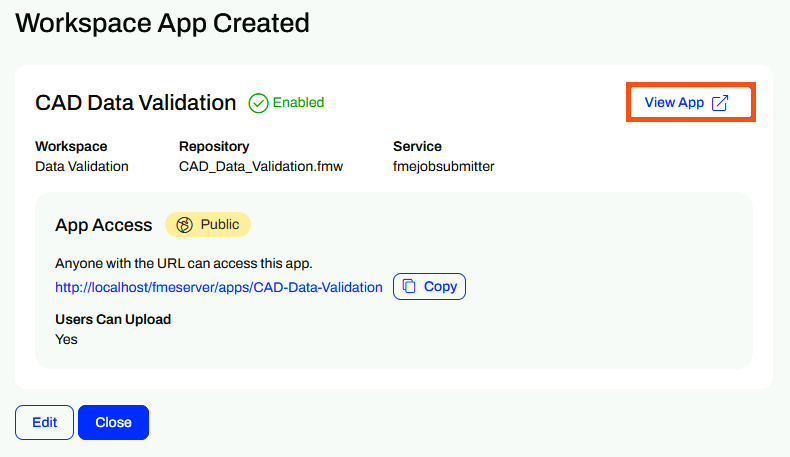 Workspace App Created
CAD Data Validation Enabled View App
Workspace Repository Service
Data Validation CAD_Data_Validation.fmw fmejobsubmitter
App Access Public
Anyone with the URL can access this app.
http://localhost/fmeserver/apps/CAD-Data-Validation Copy
Users Can Upload
Yes
Edit Close